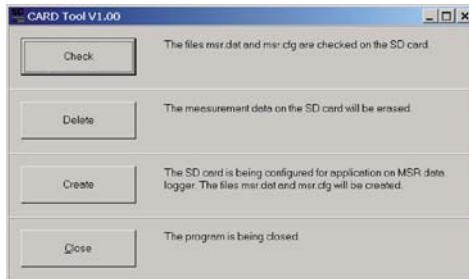 CARD Tool V1.00
Check
The files msr.dat and msr.cfg are checked on the SD card.
Delete
The measurement data on the SD card will be erased.
Create
The SD card is being configured for application on MSR data
logger. The files msr.dat and msr.cfg will be created.
Close
The program is being closed.